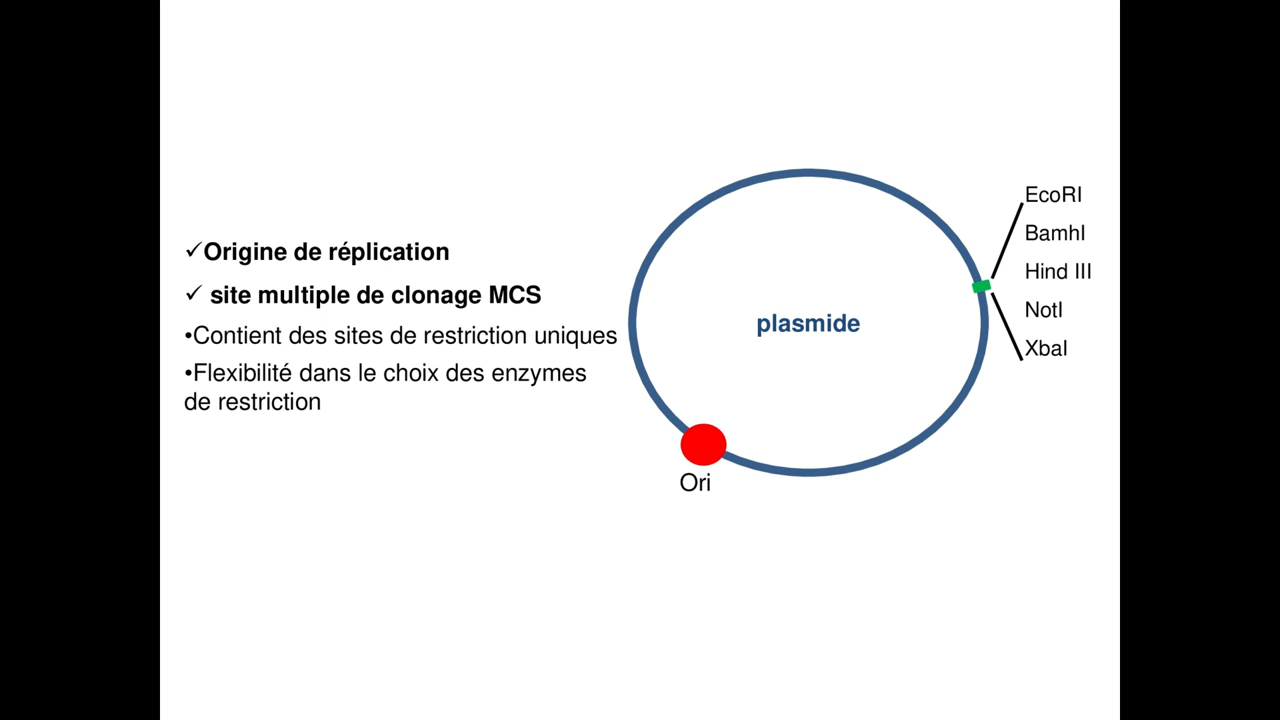 ✓Origine de réplication
✓ site multiple de clonage MCS
•Contient des sites de restriction uniques
•Flexibilité dans le choix des enzymes
de restriction
plasmide
Ori
EcoRI
BamhI
Hind III
NotI
XbaI